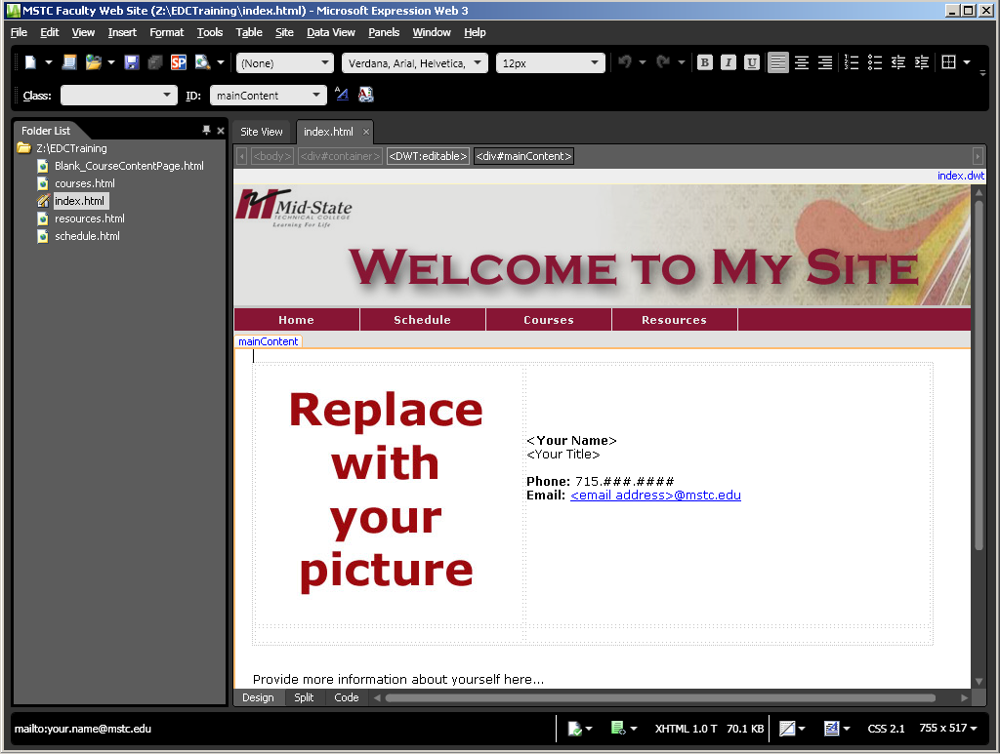 MSTC Faculty Web Site (Z:\EDCTraining\index.html) - Microsoft Expression Web 3
File Edit View Insert Format Tools Table Site Data View Panels Window Help
SP (None) Verdana, Arial, Helvetica, 12px B I U
Class: ID: mainContent
Folder List
Z:\EDCTraining
Blank_CourseContentPage.html
courses.html
index.html
resources.html
schedule.html
Site View index.html ×
<body> <div#container> <DWT:editable> <div#mainContent>
index.dwt
Mid-State
TECHNICAL COLLEGE
Learning For Life
WELCOME TO MY SITE
Home Schedule Courses Resources
mainContent
Replace
with
your
picture
<Your Name>
<Your Title>
Phone: 715.###.####
Email: <email address>@mstc.edu
Provide more information about yourself here...
Design Split Code
mailto:your.name@mstc.edu XHTML 1.0 T 70.1 KB CSS 2.1 755 x 517